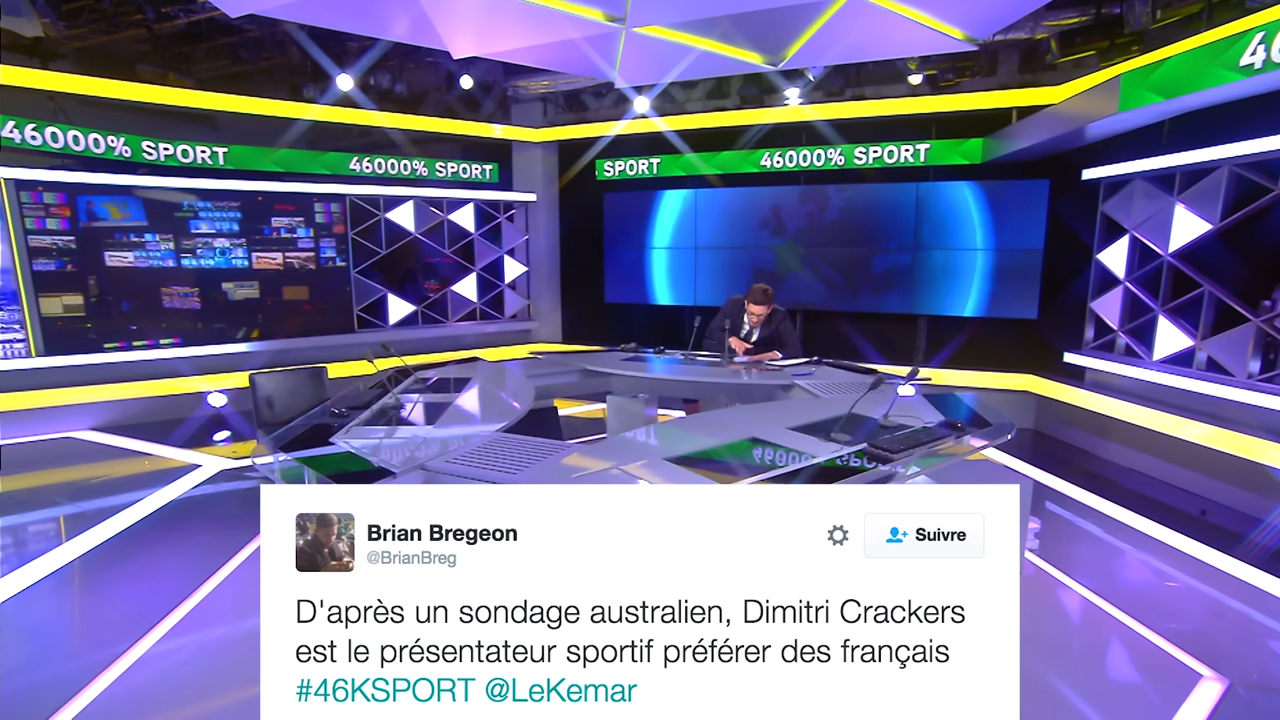 46000% SPORT
46000% SPORT
SPORT
46000% SPORT
Brian Bregeon
@BrianBreg
Suivre
D'après un sondage australien, Dimitri Crackers
est le présentateur sportif préférer des français
#46KSPORT @LeKemar